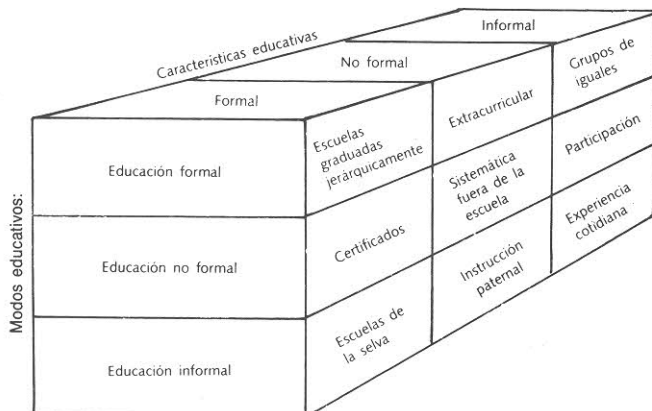 Características educativas
Informal
No formal
Formal
Modos educativos:
Educación formal
Escuelas
graduadas
jerárquicamente
Extracurricular
Grupos de
iguales
Educación no formal
Certificados
Sistemática
fuera de la
escuela
Participación
Educación informal
Escuelas de
la selva
Instrucción
paternal
Experiencia
cotidiana